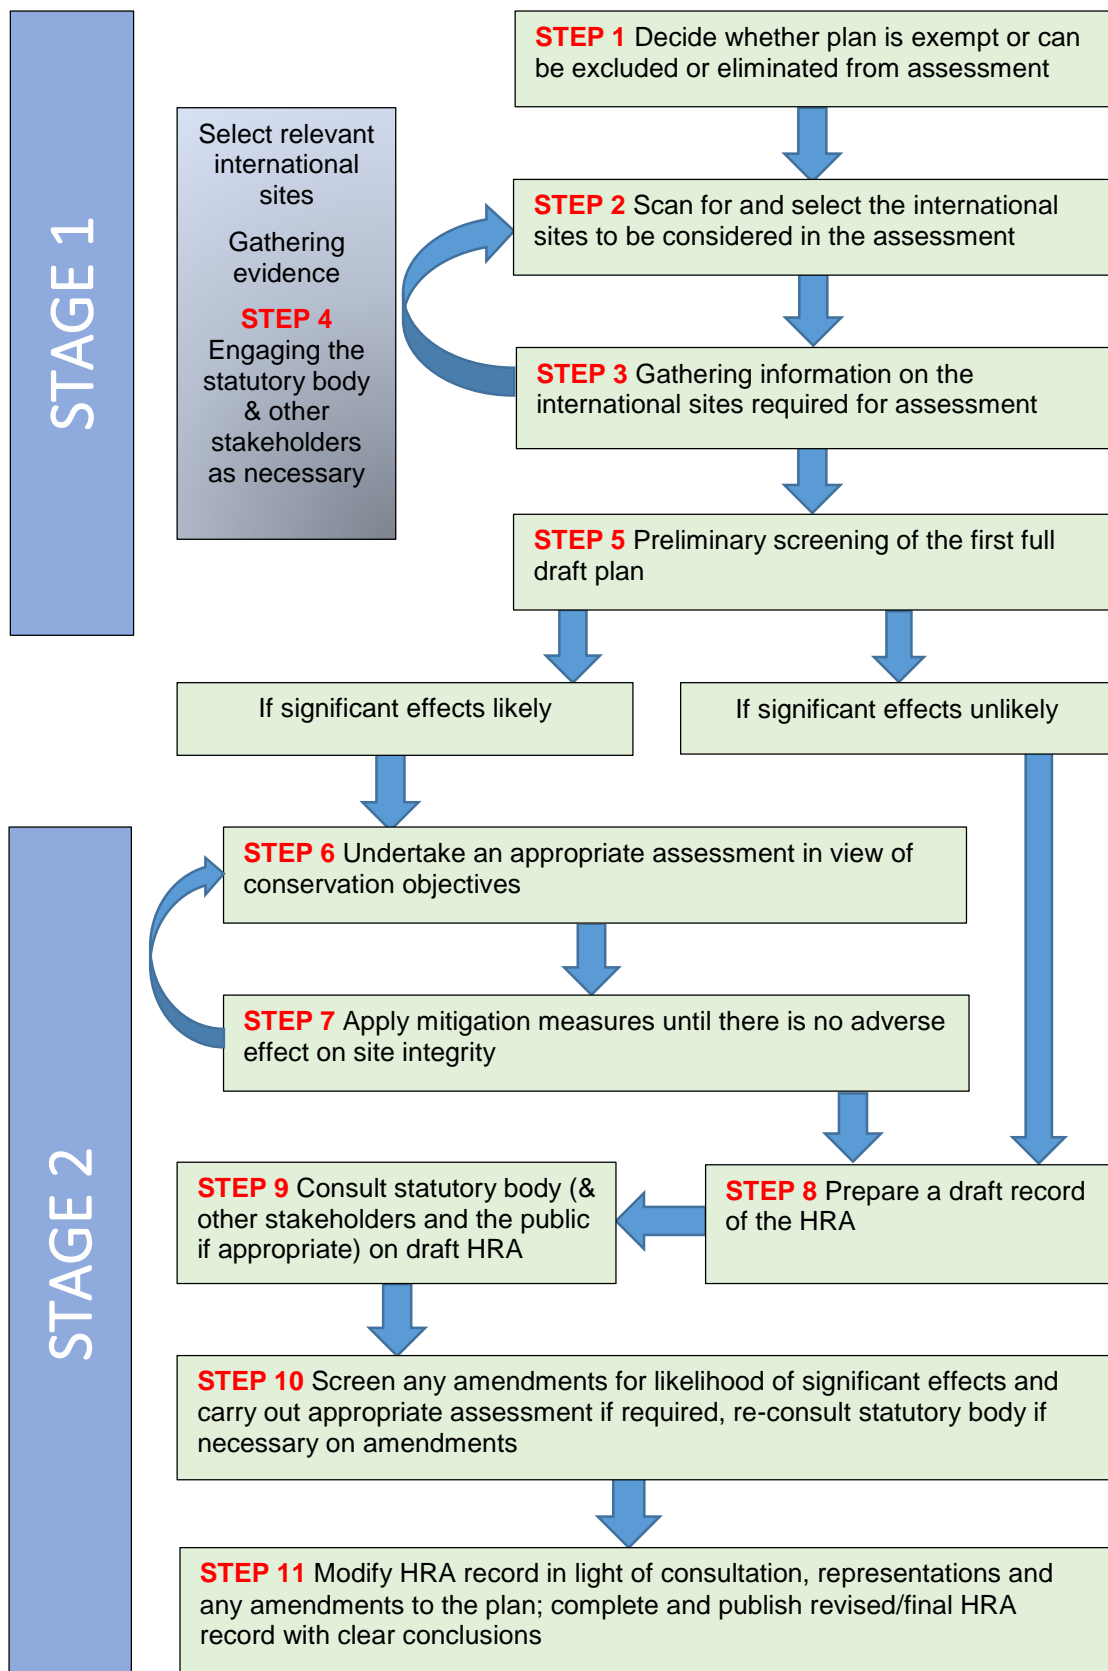 STAGE 1
STEP 1 Decide whether plan is exempt or can
be excluded or eliminated from assessment
Select relevant
international
sites
Gathering
evidence
STEP 4
Engaging the
statutory body
& other
stakeholders
as necessary
STEP 2 Scan for and select the international
sites to be considered in the assessment
STEP 3 Gathering information on the
international sites required for assessment
STEP 5 Preliminary screening of the first full
draft plan
If significant effects likely
If significant effects unlikely
STAGE 2
STEP 6 Undertake an appropriate assessment in view of
conservation objectives
STEP 7 Apply mitigation measures until there is no adverse
effect on site integrity
STEP 8 Prepare a draft record
of the HRA
STEP 9 Consult statutory body (&
other stakeholders and the public
if appropriate) on draft HRA
STEP 10 Screen any amendments for likelihood of significant effects and
carry out appropriate assessment if required, re-consult statutory body if
necessary on amendments
STEP 11 Modify HRA record in light of consultation, representations and
any amendments to the plan; complete and publish revised/final HRA
record with clear conclusions